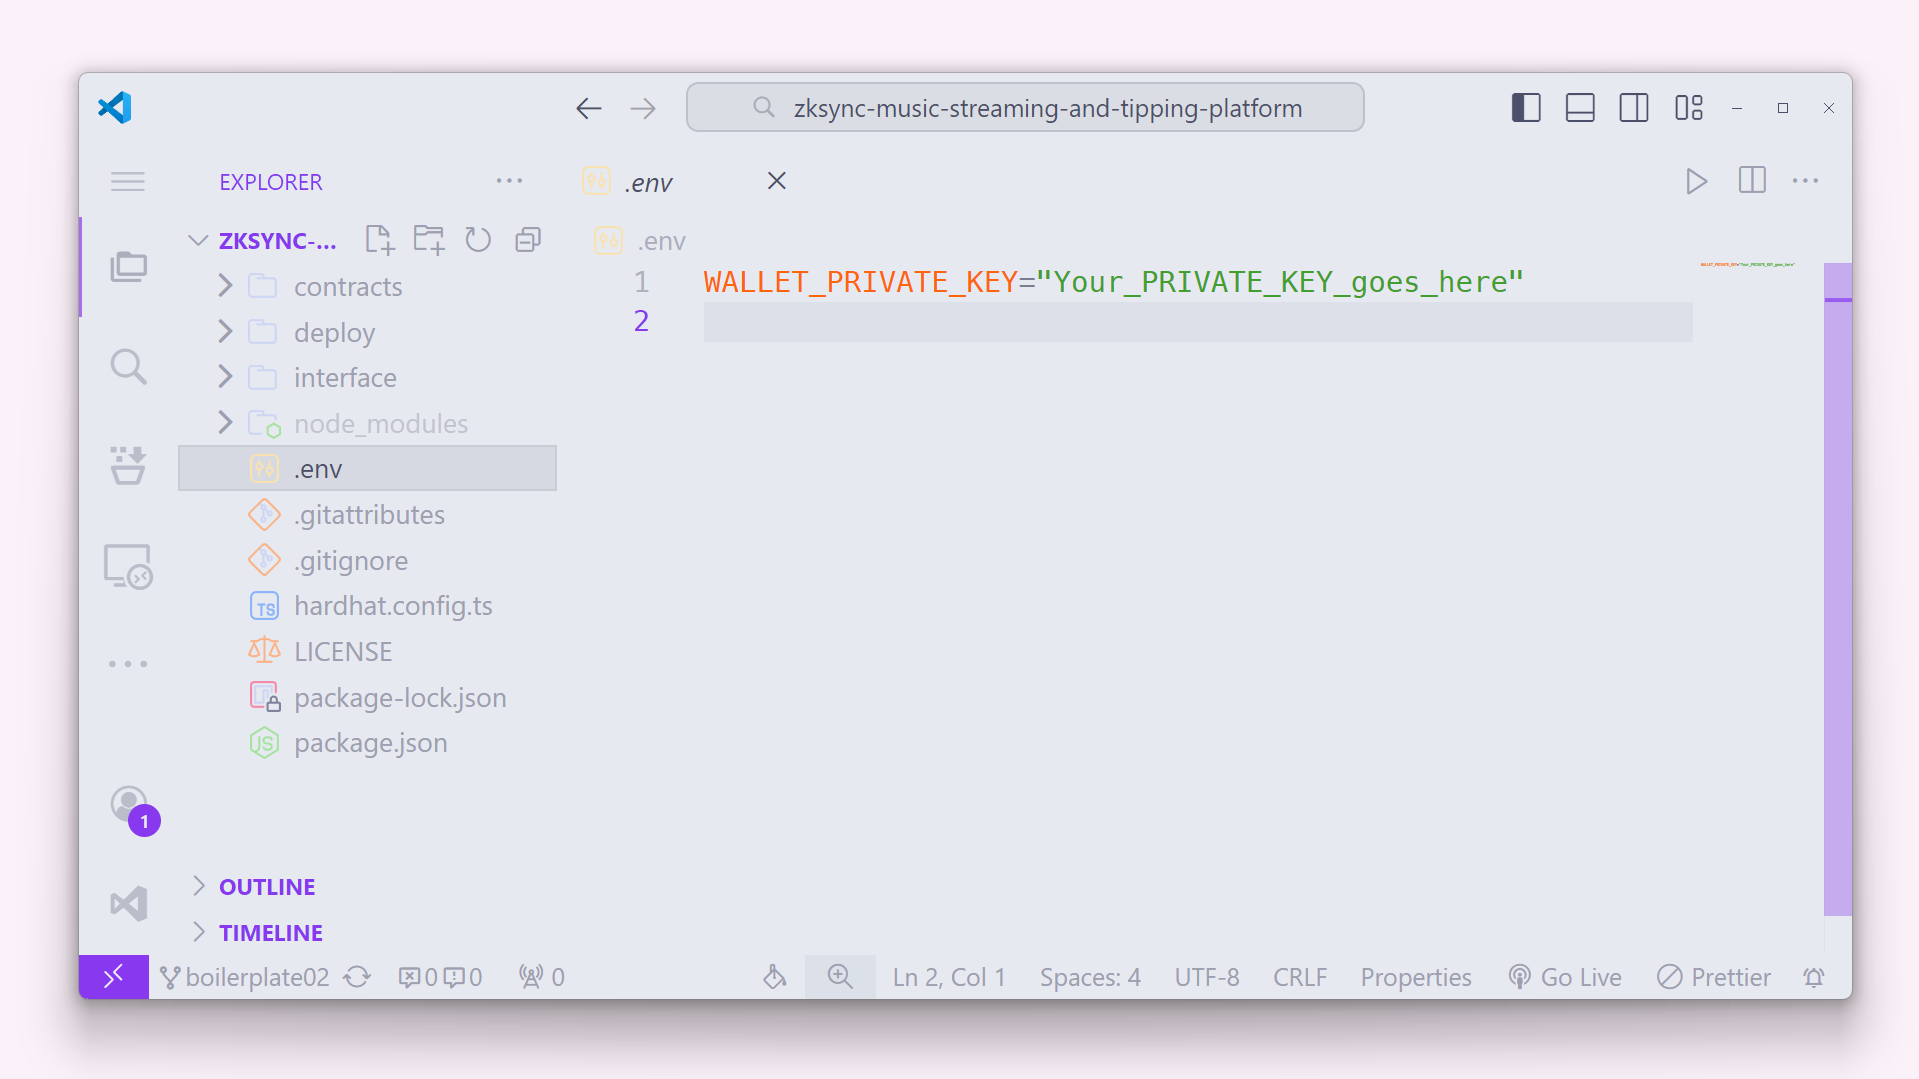 zksync-music-streaming-and-tipping-platform
EXPLORER
.env
ZKSYNC-...
.env
contracts
deploy
interface
node_modules
.env
.gitattributes
.gitignore
TS hardhat.config.ts
LICENSE
package-lock.json
JS package.json
1 WALLET_PRIVATE_KEY="Your_PRIVATE_KEY_goes_here"
2
1
OUTLINE
TIMELINE
boilerplate02 0 0 0 Ln 2, Col 1 Spaces: 4 UTF-8 CRLF Properties Go Live Prettier